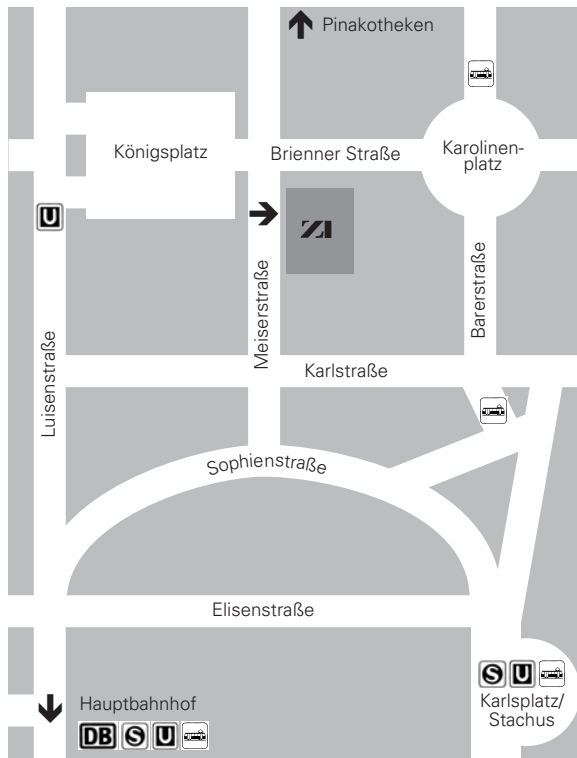 Pinakotheken
Königsplatz
Brienner Straße
Karolinen-
platz
U
ZI
Meiserstraße
Barerstraße
Luisenstraße
Karlstraße
Sophienstraße
Elisenstraße
S U
Karlsplatz/
Stachus
Hauptbahnhof
DB S U